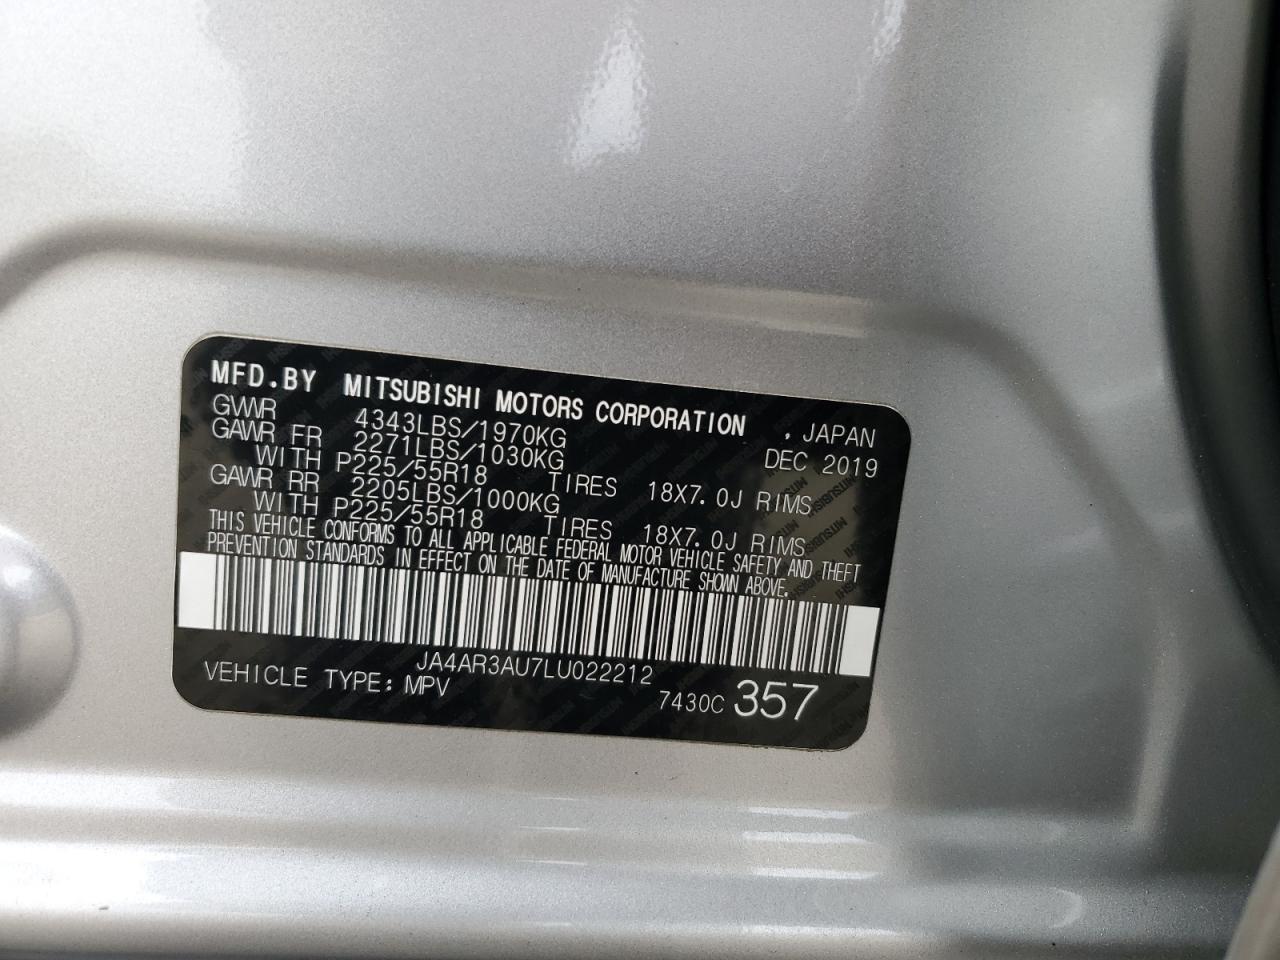 MFD.BY MITSUBISHI MOTORS CORPORATION , JAPAN
GVWR 4343LBS/1970KG DEC 2019
GAWR FR 2271LBS/1030KG
WITH P225/55R18 TIRES 18X7.0J RIMS
GAWR RR 2205LBS/1000KG
WITH P225/55R18 TIRES 18X7.0J RIMS
THIS VEHICLE CONFORMS TO ALL APPLICABLE FEDERAL MOTOR VEHICLE SAFETY AND THEFT
PREVENTION STANDARDS IN EFFECT ON THE DATE OF MANUFACTURE SHOWN ABOVE.
JA4AR3AU7LU022212
VEHICLE TYPE: MPV 7430C 357